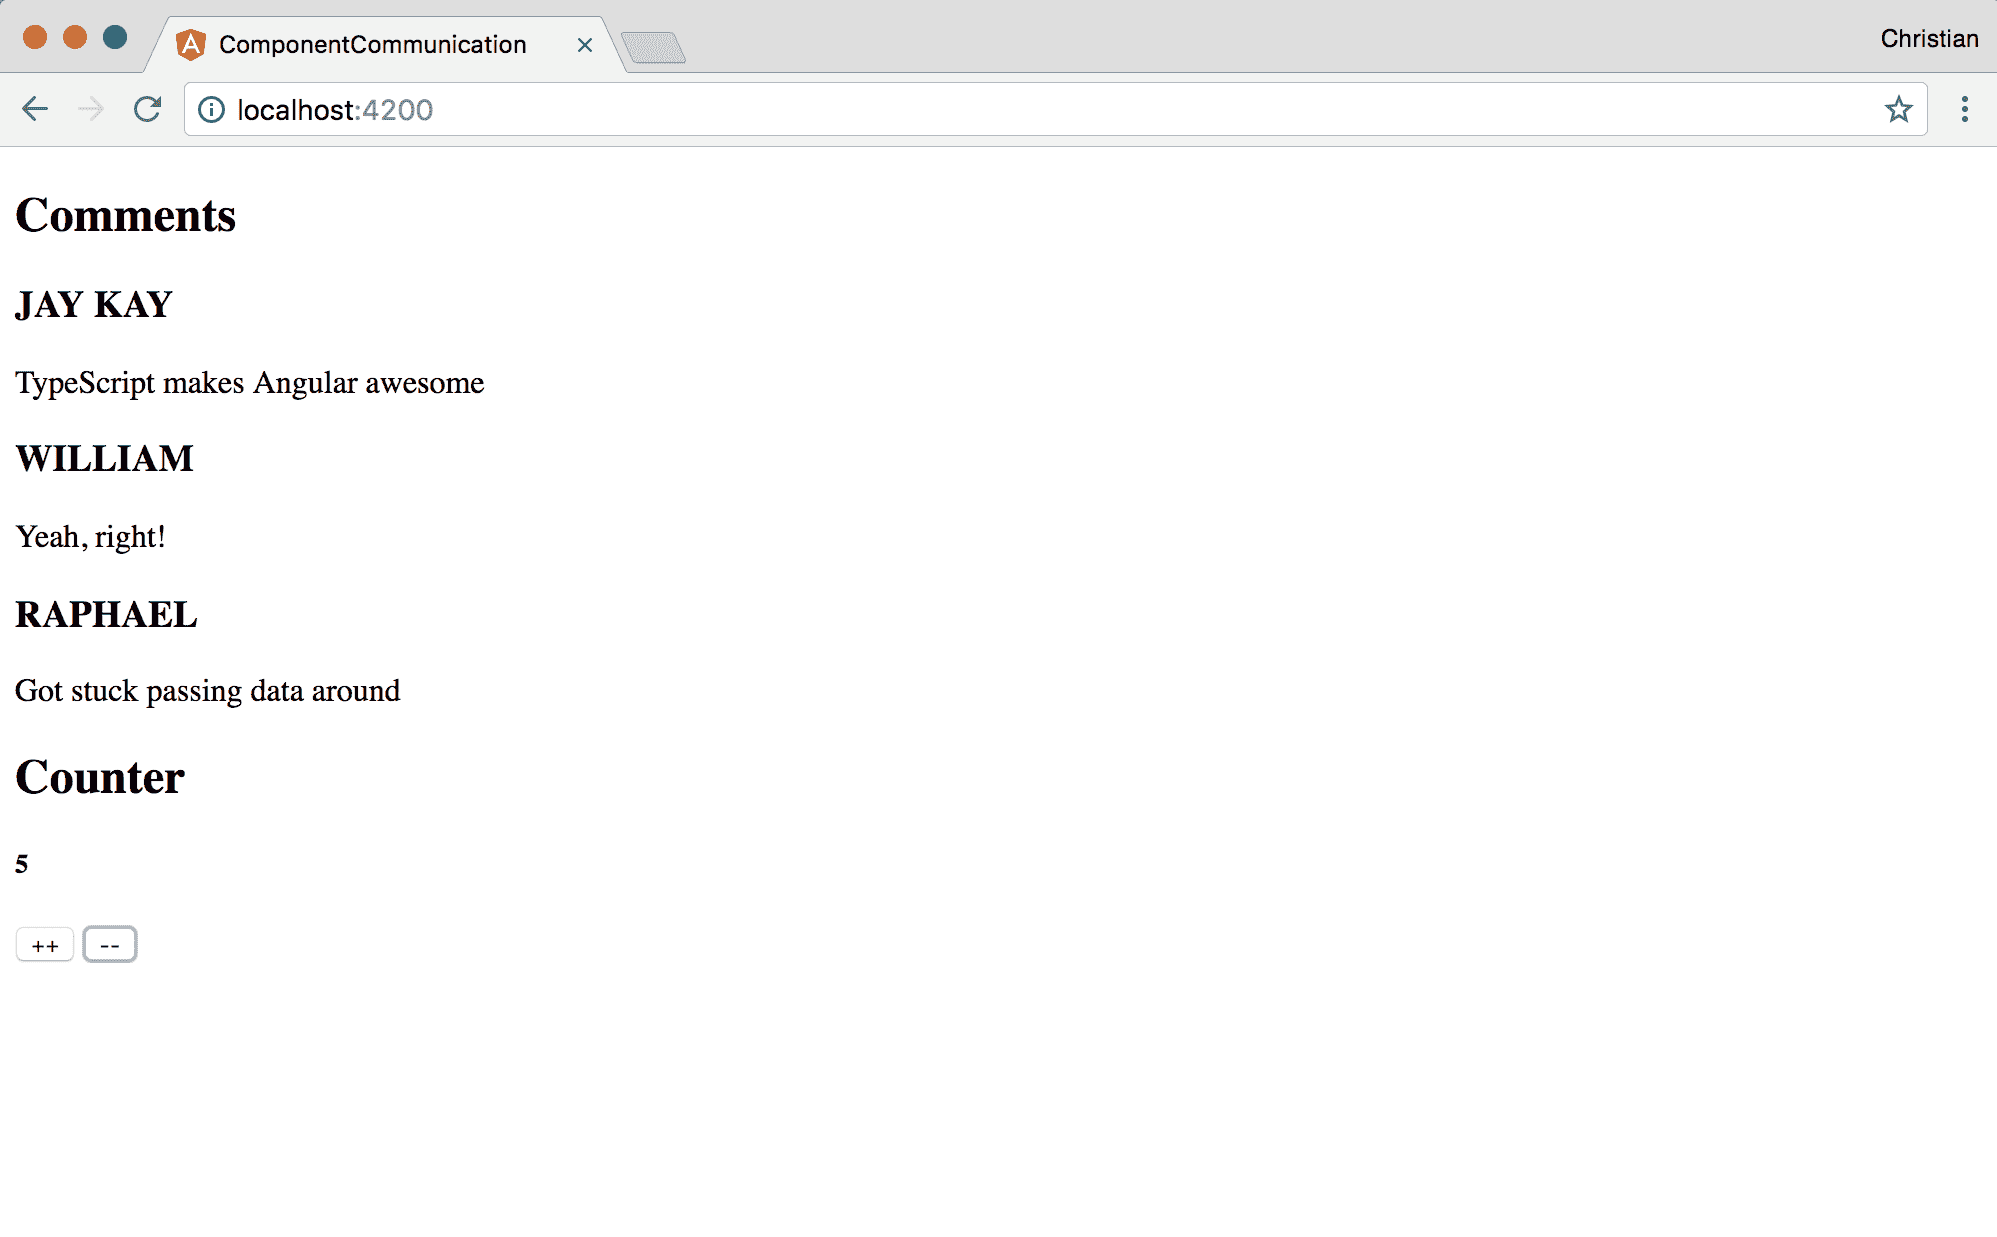 ComponentCommunication
Christian
localhost:4200
Comments
JAY KAY
TypeScript makes Angular awesome
WILLIAM
Yeah, right!
RAPHAEL
Got stuck passing data around
Counter
5
++ --